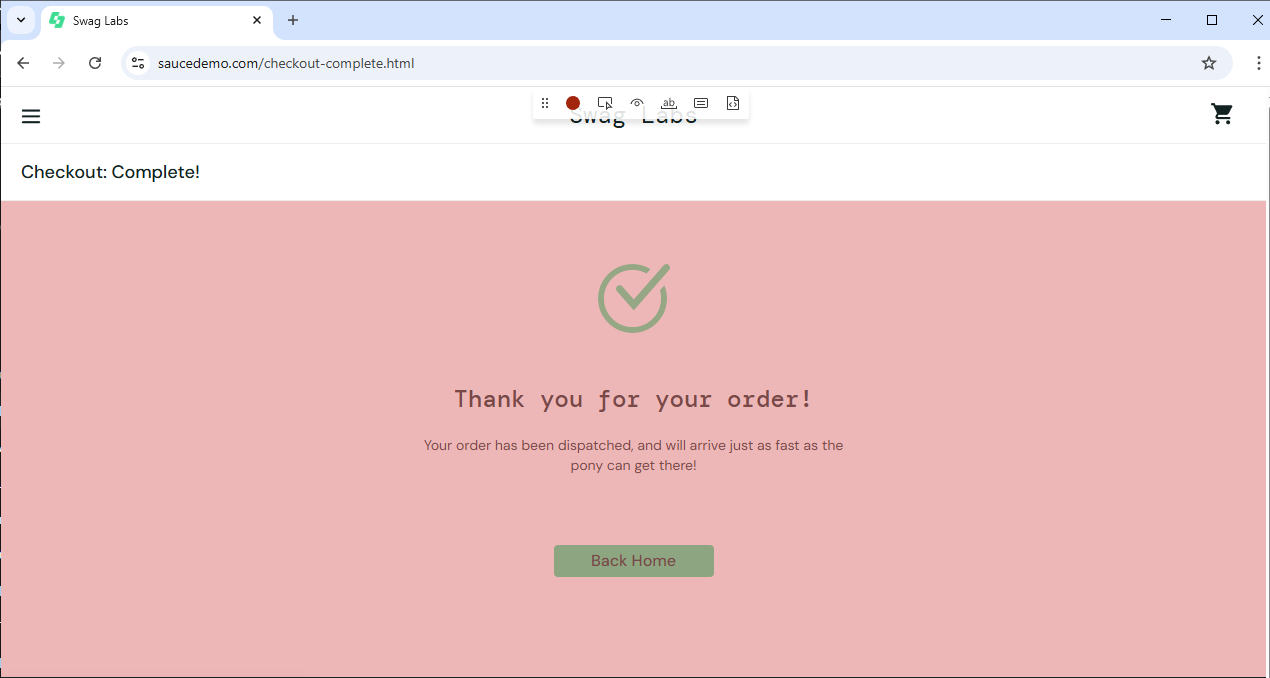 Swag Labs
saucedemo.com/checkout-complete.html
ab
Swag Labs
Checkout: Complete!
Thank you for your order!
Your order has been dispatched, and will arrive just as fast as the
pony can get there!
Back Home